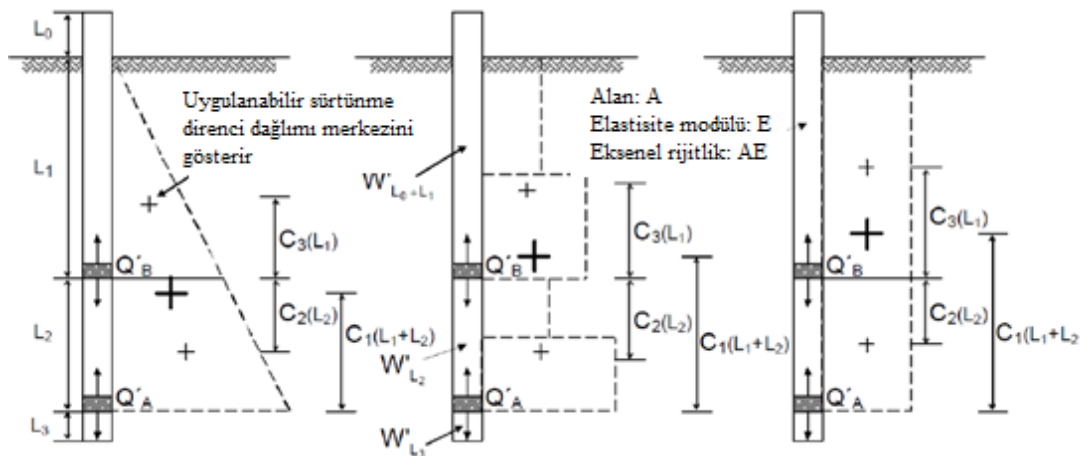 L₀
L₁
L₂
L₃
Uygulanabilir sürtünme
direnci dağlımı merkezini
gösterir
C₃(L₁)
Q′B
C₂(L₂)
C₁(L₁+L₂)
Q′A
W′L₀+L₁
C₃(L₁)
Q′B
C₂(L₂)
C₁(L₁+L₂)
W′L₂
Q′A
W′L₁
Alan: A
Elastisite modülü: E
Eksenel rijitlik: AE
C₃(L₁)
Q′B
C₂(L₂)
C₁(L₁+L₂
Q′A